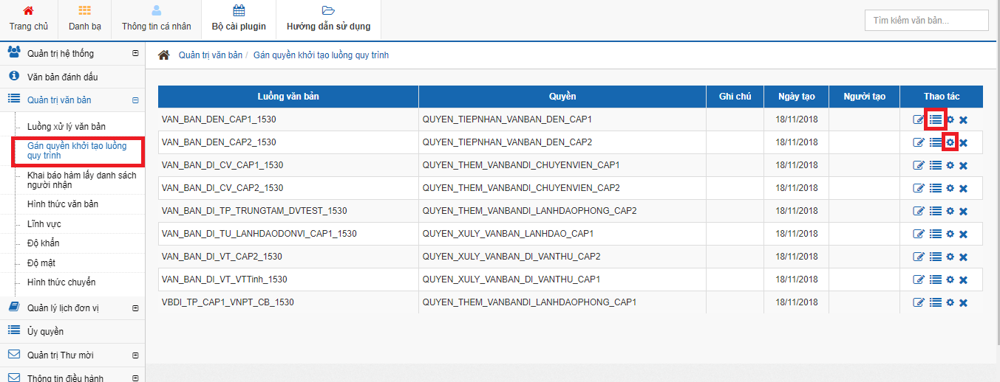 Trang chủ
Danh bạ
Thông tin cá nhân
Bộ cài plugin
Hướng dẫn sử dụng
Tìm kiếm văn bản...
Quản trị hệ thống
Văn bản đánh dấu
Quản trị văn bản
Luồng xử lý văn bản
Gán quyền khởi tạo luồng
quy trình
Khai báo hàm lấy danh sách
người nhận
Hình thức văn bản
Lĩnh vực
Độ khẩn
Độ mật
Hình thức chuyển
Quản lý lịch đơn vị
Ủy quyền
Quản trị Thư mời
Thông tin điều hành
Quản trị văn bản / Gán quyền khởi tạo luồng quy trình
Luồng văn bản Quyền Ghi chú Ngày tạo Người tạo Thao tác
VAN_BAN_DEN_CAP1_1530 QUYEN_TIEPNHAN_VANBAN_DEN_CAP1 18/11/2018
VAN_BAN_DEN_CAP2_1530 QUYEN_TIEPNHAN_VANBAN_DEN_CAP2 18/11/2018
VAN_BAN_DI_CV_CAP1_1530 QUYEN_THEM_VANBANDI_CHUYENVIEN_CAP1 18/11/2018
VAN_BAN_DI_CV_CAP2_1530 QUYEN_THEM_VANBANDI_CHUYENVIEN_CAP2 18/11/2018
VAN_BAN_DI_TP_TRUNGTAM_DVTEST_1530 QUYEN_THEM_VANBANDI_LANHDAOPHONG_CAP2 18/11/2018
VAN_BAN_DI_TU_LANHDAODONVI_CAP1_1530 QUYEN_XULY_VANBAN_LANHDAO_CAP1 18/11/2018
VAN_BAN_DI_VT_CAP2_1530 QUYEN_XULY_VANBAN_DI_VANTHU_CAP2 18/11/2018
VAN_BAN_DI_VT_VTTinh_1530 QUYEN_XULY_VANBAN_DI_VANTHU_CAP1 18/11/2018
VBDI_TP_CAP1_VNPT_CB_1530 QUYEN_THEM_VANBANDI_LANHDAOPHONG_CAP1 18/11/2018